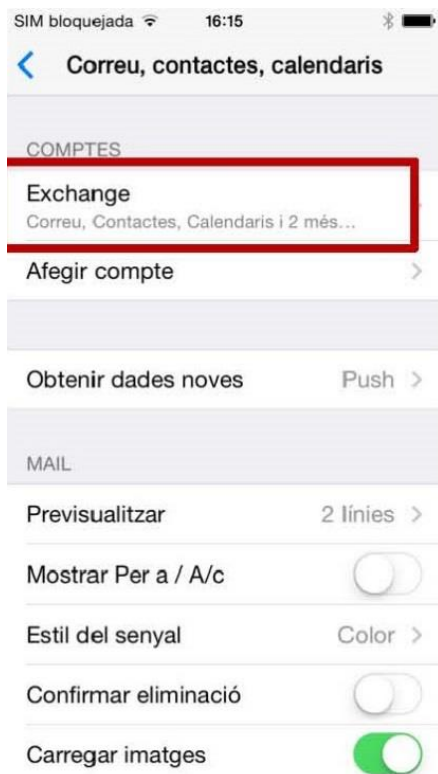 SIM bloquejada 16:15
Correu, contactes, calendaris
COMPTES
Exchange
Correu, Contactes, Calendaris i 2 més...
Afegir compte
Obtenir dades noves Push
MAIL
Previsualitzar 2 línies
Mostrar Per a / A/c
Estil del senyal Color
Confirmar eliminació
Carregar imatges